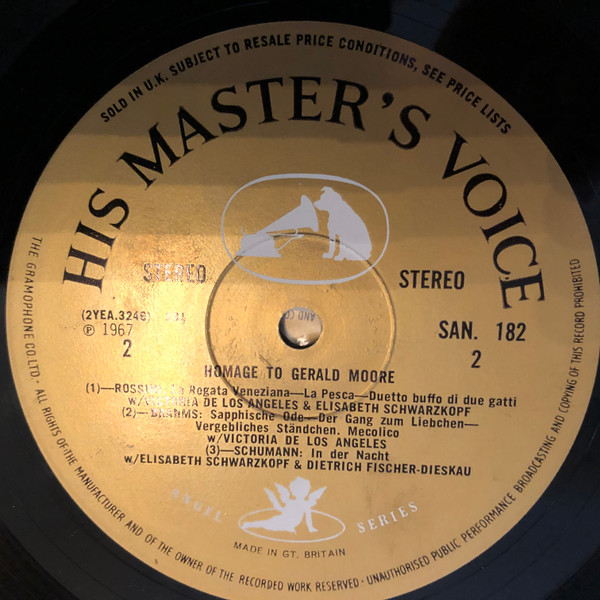 SOLD IN U.K. SUBJECT TO RESALE PRICE CONDITIONS, SEE PRICE LISTS
HIS MASTER'S VOICE
STEREO
STEREO
(2YEA.3246)
SAN. 182
℗ 1967
2
2
HOMAGE TO GERALD MOORE
(1)—ROSSINI: La Regata Veneziana—La Pesca—Duetto buffo di due gatti
w/VICTORIA DE LOS ANGELES & ELISABETH SCHWARZKOPF
(2)—BRAHMS: Sapphische Ode—Der Gang zum Liebchen—
Vergebliches Ständchen. Mecolico
w/VICTORIA DE LOS ANGELES
(3)—SCHUMANN: In der Nacht
w/ELISABETH SCHWARZKOPF & DIETRICH FISCHER-DIESKAU
ANGEL SERIES
MADE IN GT. BRITAIN
THE GRAMOPHONE CO. LTD. · ALL RIGHTS OF THE MANUFACTURER AND OF THE OWNER OF THE RECORDED WORK RESERVED · UNAUTHORISED PUBLIC PERFORMANCE BROADCASTING AND COPYING OF THIS RECORD PROHIBITED